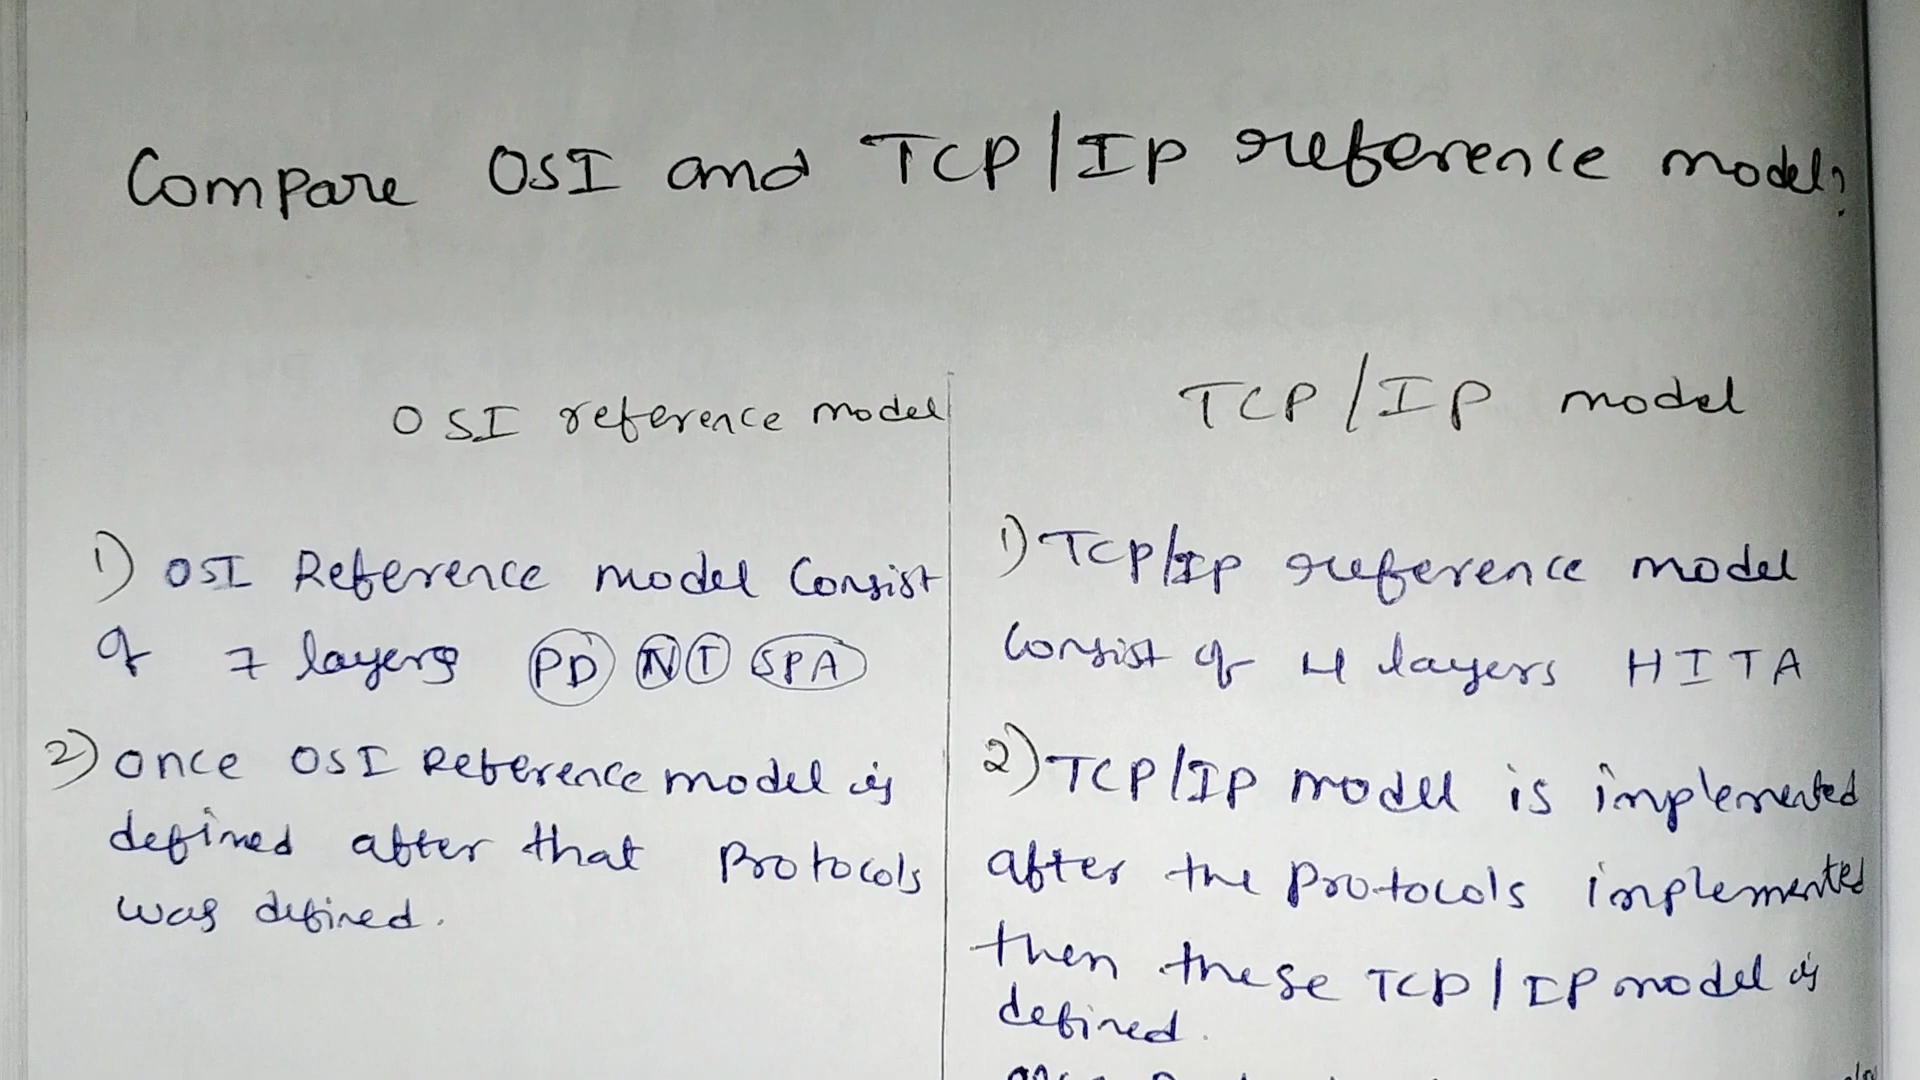 Compare OSI and TCP/IP reference model?
OSI reference model
1) OSI Reference model Consist
of 7 layers PD N T SPA
2) once OSI Reference model is
defined after that Protocols
was defined.
TCP/IP model
1) TCP/IP reference model
Consist of 4 layers HITA
2) TCP/IP model is implemented
after the Protocols implemented
then these TCP/IP model is
defined.